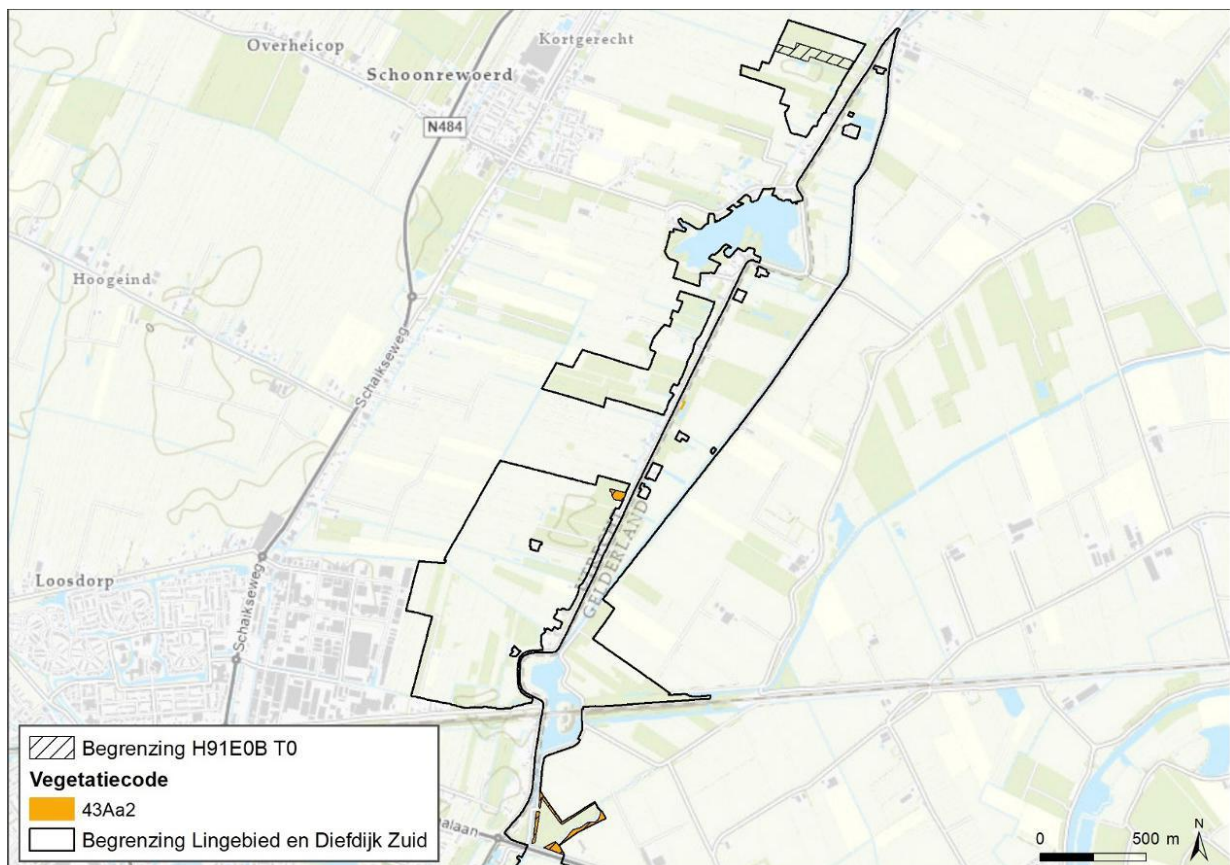 Overheicop
Kortgerecht
Schoonrewoerd
N484
Hoogeind
Schaikseweg
GELDERLAND
Loosdorp
Schaikseweg
Begrenzing H91E0B T0
Vegetatiecode
43Aa2
Begrenzing Lingebied en Diefdijk Zuid
alaan
N
0 500 m